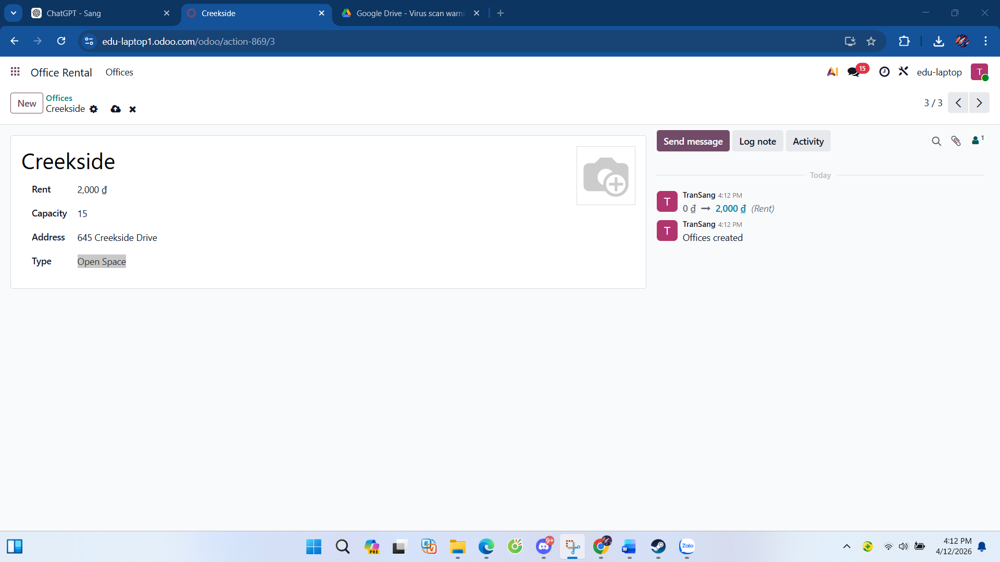 ChatGPT - Sang
Creekside
Google Drive - Virus scan warni
edu-laptop1.odoo.com/odoo/action-869/3
Office Rental
Offices
AI
15
edu-laptop
T
New
Offices
Creekside
3 / 3
Creekside
Rent
2,000 ₫
Capacity
15
Address
645 Creekside Drive
Type
Open Space
Send message
Log note
Activity
1
Today
T
TranSang 4:12 PM
0 ₫ → 2,000 ₫ (Rent)
T
TranSang 4:12 PM
Offices created
PRE
E
V
9+
W
Zalo
4:12 PM
4/12/2026